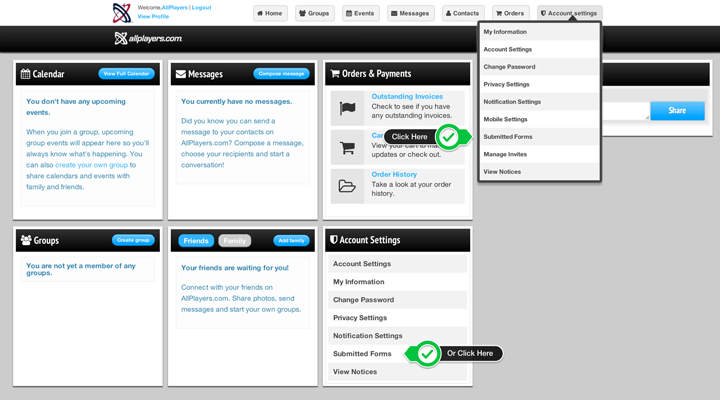 Welcome,AllPlayers | Logout
View Profile
Home
Groups
Events
Messages
Contacts
Orders
Account settings
allplayers.com
My Information
Account Settings
Change Password
Privacy Settings
Notification Settings
Mobile Settings
Submitted Forms
Manage Invites
View Notices
Share
Calendar
View Full Calendar
You don't have any upcoming
events.
When you join a group, upcoming
group events will appear here so you'll
always know what's happening. You
can also create your own group to
share calendars and events with
family and friends.
Messages
Compose message
You currently have no messages.
Did you know you can send a
message to your contacts on
AllPlayers.com? Compose a message,
choose your recipients and start a
conversation!
Orders & Payments
Outstanding Invoices
Check to see if you have
any outstanding invoices.
Click Here
View your cart to
updates or check out.
Order History
Take a look at your order
history.
Groups
Create group
You are not yet a member of any
groups.
Friends
Family
Add family
Your friends are waiting for you!
Connect with your friends on
AllPlayers.com. Share photos, send
messages and start your own groups.
Account Settings
Account Settings
My Information
Change Password
Privacy Settings
Notification Settings
Submitted Forms
Or Click Here
View Notices